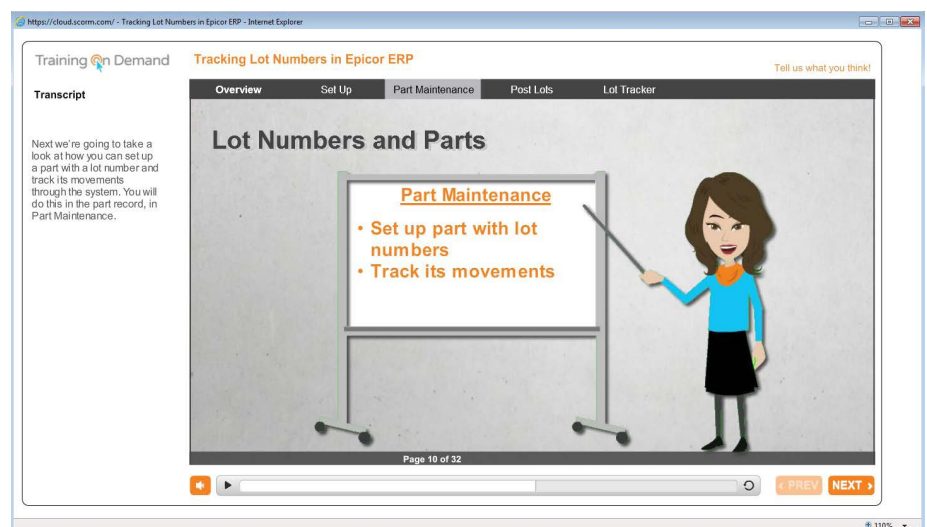 https://cloud.scorm.com/ - Tracking Lot Numbers in Epicor ERP - Internet Explorer
Training On Demand
Tracking Lot Numbers in Epicor ERP
Tell us what you think!
Transcript
Overview Set Up Part Maintenance Post Lots Lot Tracker
Next we're going to take a
look at how you can set up
a part with a lot number and
track its movements
through the system. You will
do this in the part record, in
Part Maintenance.
Lot Numbers and Parts
Part Maintenance
• Set up part with lot
numbers
• Track its movements
Page 10 of 32
< PREV NEXT >
110%